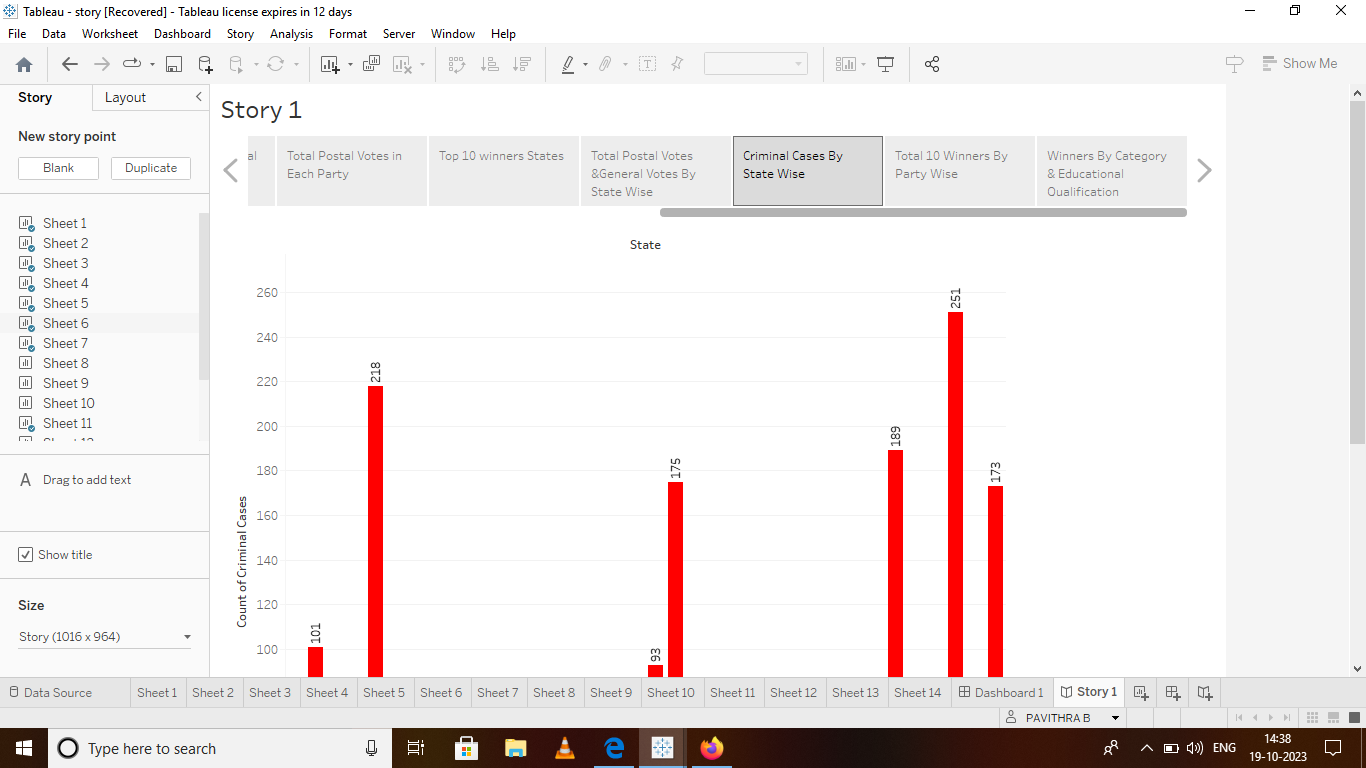 Tableau - story [Recovered] - Tableau license expires in 12 days
File Data Worksheet Dashboard Story Analysis Format Server Window Help
Show Me
Story Layout
New story point
Blank Duplicate
Sheet 1
Sheet 2
Sheet 3
Sheet 4
Sheet 5
Sheet 6
Sheet 7
Sheet 8
Sheet 9
Sheet 10
Sheet 11
A Drag to add text
Show title
Size
Story (1016 x 964)
Story 1
al
Total Postal Votes in
Each Party
Top 10 winners States
Total Postal Votes
&General Votes By
State Wise
Criminal Cases By
State Wise
Total 10 Winners By
Party Wise
Winners By Category
& Educational
Qualification
State
Count of Criminal Cases
260
240
220
200
180
160
140
120
100
101
218
93
175
189
251
173
Data Source Sheet 1 Sheet 2 Sheet 3 Sheet 4 Sheet 5 Sheet 6 Sheet 7 Sheet 8 Sheet 9 Sheet 10 Sheet 11 Sheet 12 Sheet 13 Sheet 14 Dashboard 1 Story 1
PAVITHRA B
Type here to search
ENG
14:38
19-10-2023